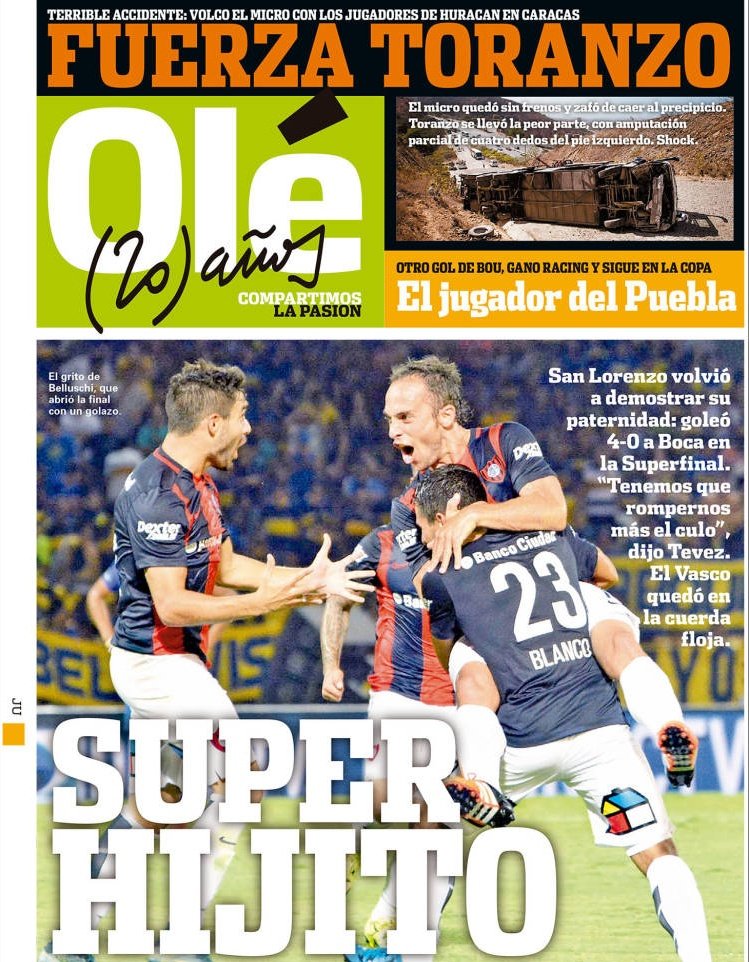 TERRIBLE ACCIDENTE: VOLCO EL MICRO CON LOS JUGADORES DE HURACAN EN CARACAS
FUERZA TORANZO
Olé
(20) años
COMPARTIMOS
LA PASION
El micro quedó sin frenos y zafó de caer al precipicio.
Toranzo se llevó la peor parte, con amputación
parcial de cuatro dedos del pie izquierdo. Shock.
OTRO GOL DE BOU, GANO RACING Y SIGUE EN LA COPA
El jugador del Puebla
El grito de
Belluschi, que
abrió la final
con un golazo.
San Lorenzo volvió
a demostrar su
paternidad: goleó
4-0 a Boca en
la Superfinal.
"Tenemos que
rompernos
más el culo",
dijo Tevez.
El Vasco
quedó en
la cuerda
floja.
Dexter
Dexter
Banco Ciudad
23
BLANCO
JU
SUPER
HIJITO